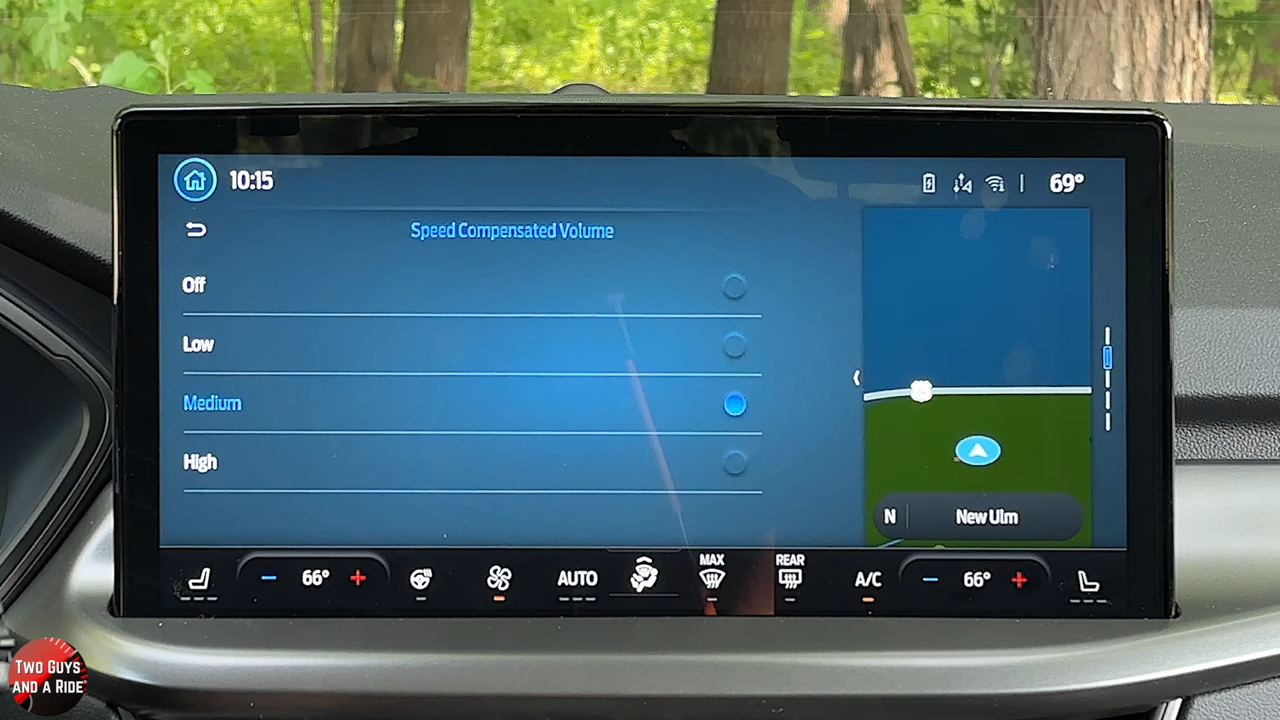 10:15
69°
Speed Compensated Volume
Off
Low
Medium
High
N
New Ulm
66°
AUTO
MAX
REAR
A/C
66°
TWO GUYS
AND A RIDE